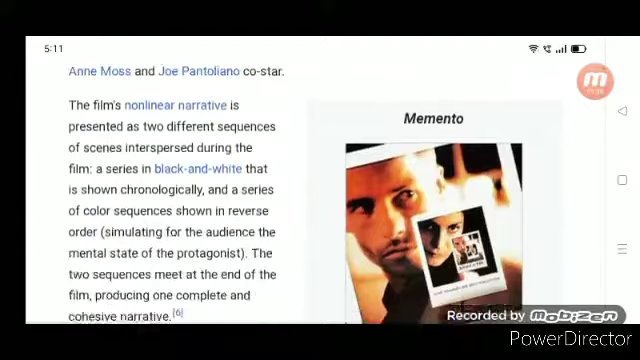 5:11
Anne Moss and Joe Pantoliano co-star.
The film's nonlinear narrative is
presented as two different sequences
of scenes interspersed during the
film: a series in black-and-white that
is shown chronologically, and a series
of color sequences shown in reverse
order (simulating for the audience the
mental state of the protagonist). The
two sequences meet at the end of the
film, producing one complete and
cohesive narrative.[6]
Memento
Recorded by mobizen
PowerDirector